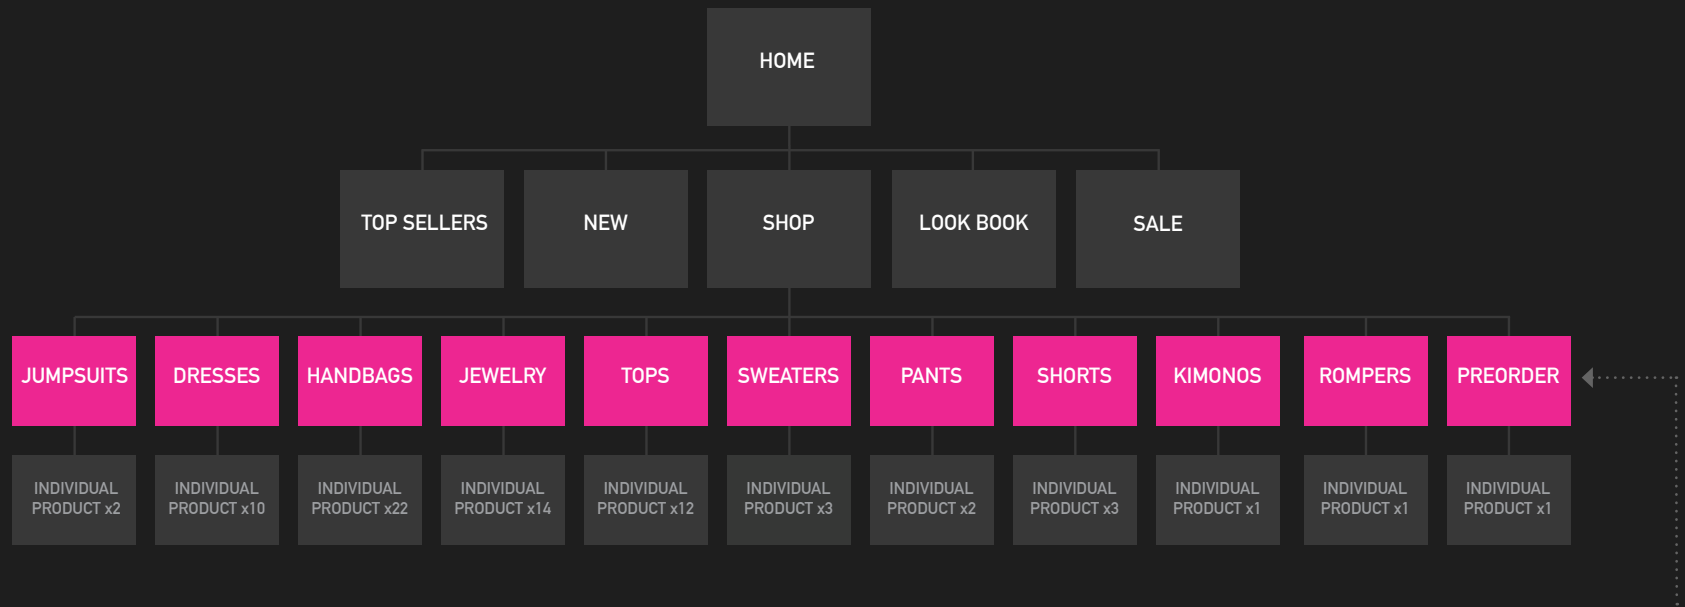 HOME
TOP SELLERS
NEW
SHOP
LOOK BOOK
SALE
JUMPSUITS
DRESSES
HANDBAGS
JEWELRY
TOPS
SWEATERS
PANTS
SHORTS
KIMONOS
ROMPERS
PREORDER
INDIVIDUAL
PRODUCT x2
INDIVIDUAL
PRODUCT x10
INDIVIDUAL
PRODUCT x22
INDIVIDUAL
PRODUCT x14
INDIVIDUAL
PRODUCT x12
INDIVIDUAL
PRODUCT x3
INDIVIDUAL
PRODUCT x2
INDIVIDUAL
PRODUCT x3
INDIVIDUAL
PRODUCT x1
INDIVIDUAL
PRODUCT x1
INDIVIDUAL
PRODUCT x1